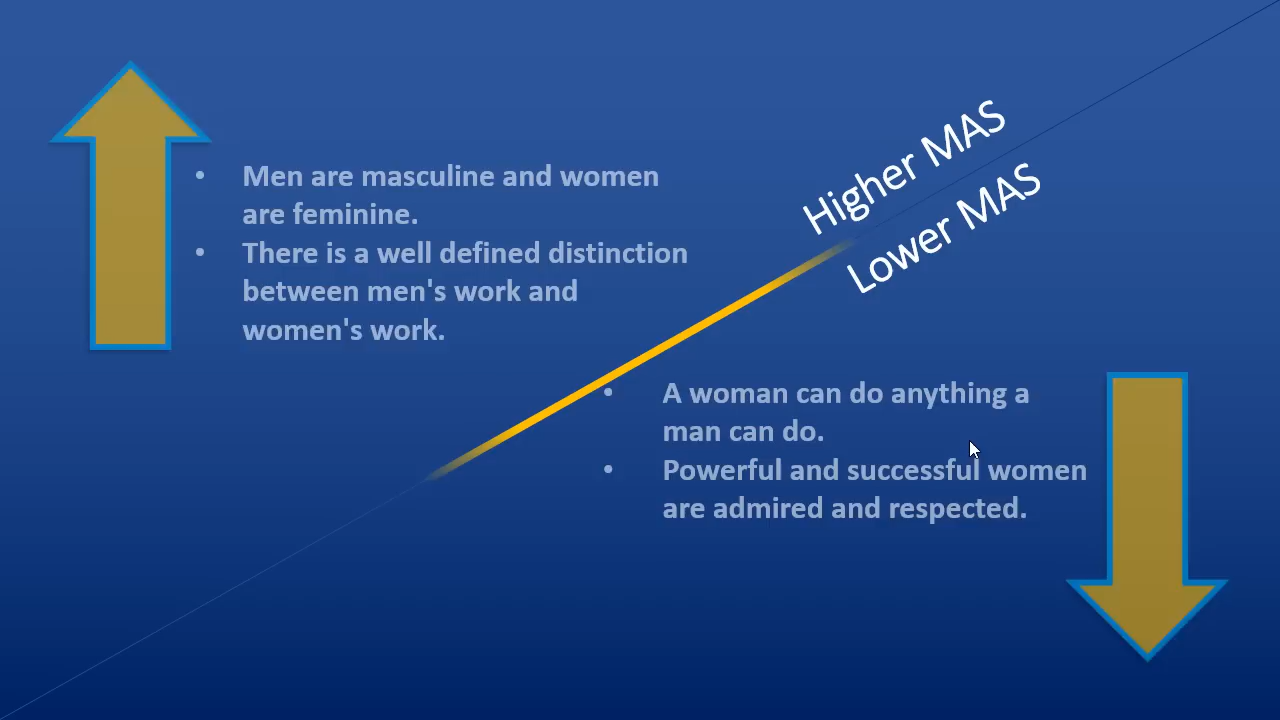 Higher MAS
Lower MAS
• Men are masculine and women
are feminine.
• There is a well defined distinction
between men's work and
women's work.
• A woman can do anything a
man can do.
• Powerful and successful women
are admired and respected.